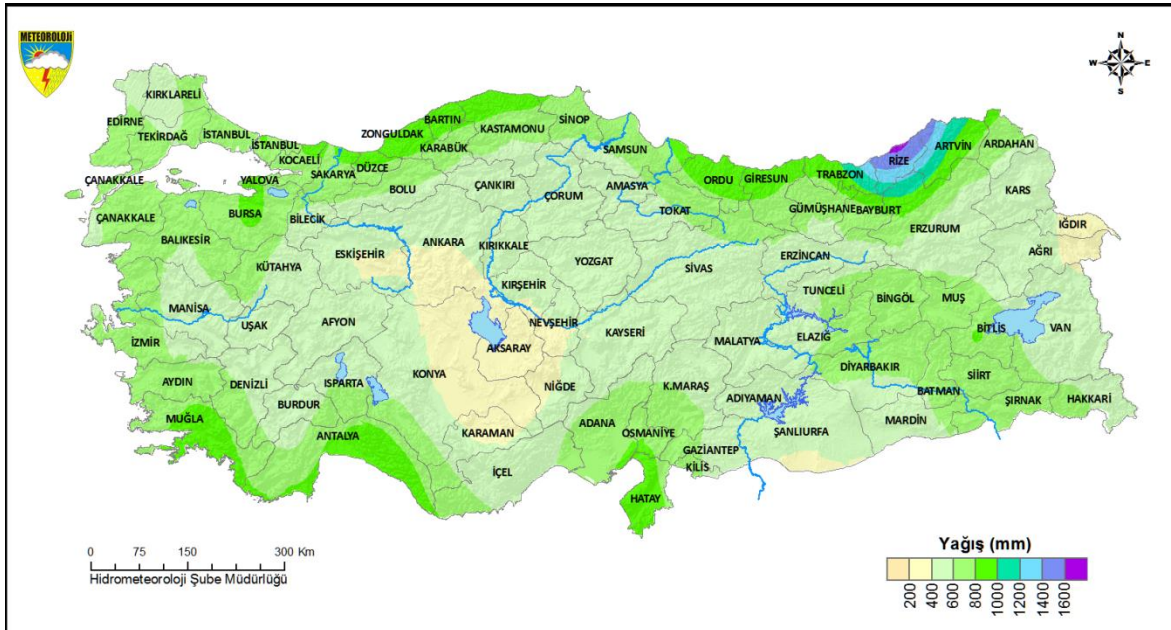 METEOROLOJİ
N
W E
S
KIRKLARELİ
EDİRNE
TEKİRDAĞ
İSTANBUL
İSTANBUL
KOCAELİ
YALOVA
SAKARYA
DÜZCE
ZONGULDAK
BARTIN
KARABÜK
KASTAMONU
SİNOP
SAMSUN
ORDU
GİRESUN
TRABZON
RİZE
ARTVİN
ARDAHAN
ÇANAKKALE
ÇANAKKALE
BALIKESİR
BURSA
BİLECİK
BOLU
ÇANKIRI
ÇORUM
AMASYA
TOKAT
GÜMÜŞHANE
BAYBURT
ERZURUM
KARS
IĞDIR
AĞRI
KÜTAHYA
ESKİŞEHİR
ANKARA
KIRIKKALE
YOZGAT
SİVAS
ERZİNCAN
TUNCELİ
BİNGÖL
MUŞ
BİTLİS
VAN
MANİSA
UŞAK
AFYON
KIRŞEHİR
NEVŞEHİR
AKSARAY
KAYSERİ
MALATYA
ELAZIĞ
DİYARBAKIR
SİİRT
BATMAN
ŞIRNAK
HAKKARİ
İZMİR
AYDIN
DENİZLİ
ISPARTA
BURDUR
KONYA
NİĞDE
K.MARAŞ
ADIYAMAN
MARDİN
MUĞLA
ANTALYA
KARAMAN
İÇEL
ADANA
OSMANİYE
GAZİANTEP
KİLİS
ŞANLIURFA
HATAY
0 75 150 300 Km
Hidrometeoroloji Şube Müdürlüğü
Yağış (mm)
200 400 600 800 1000 1200 1400 1600